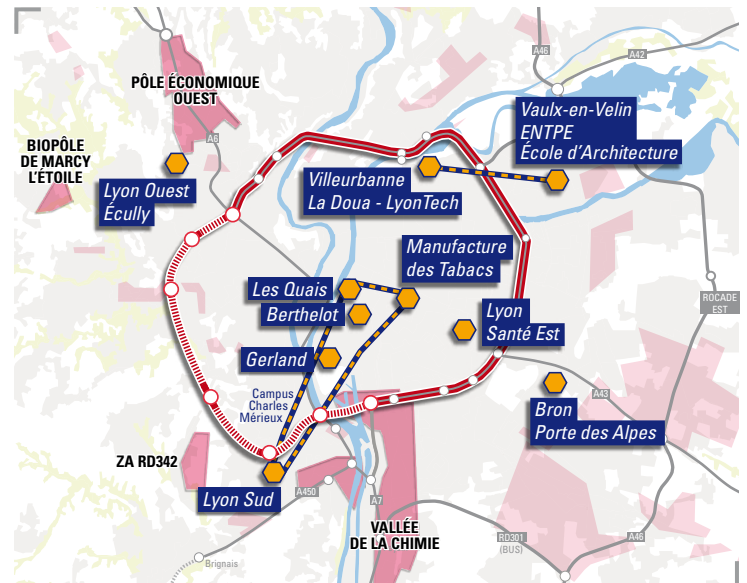 A46
A42
PÔLE ÉCONOMIQUE
OUEST
A6
BIOPÔLE
DE MARCY
L'ÉTOILE
Lyon Ouest
Écully
Vaulx-en-Velin
ENTPE
École d'Architecture
Villeurbanne
La Doua - LyonTech
Manufacture
des Tabacs
Les Quais
Berthelot
Lyon
Santé Est
ROCADE
EST
Gerland
Campus
Charles
Mérieux
A43
Bron
Porte des Alpes
ZA RD342
Lyon Sud
A450
A7
VALLÉE
DE LA CHIMIE
RD301
(BUS)
A46
Brignais